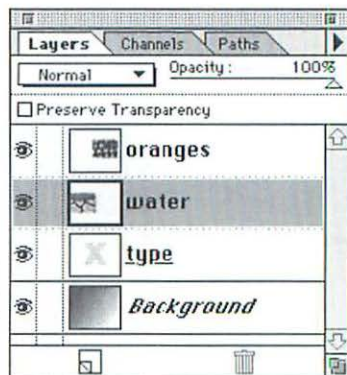 Layers Channels Paths
Normal Opacity: 100%
Preserve Transparency
oranges
water
type
Background